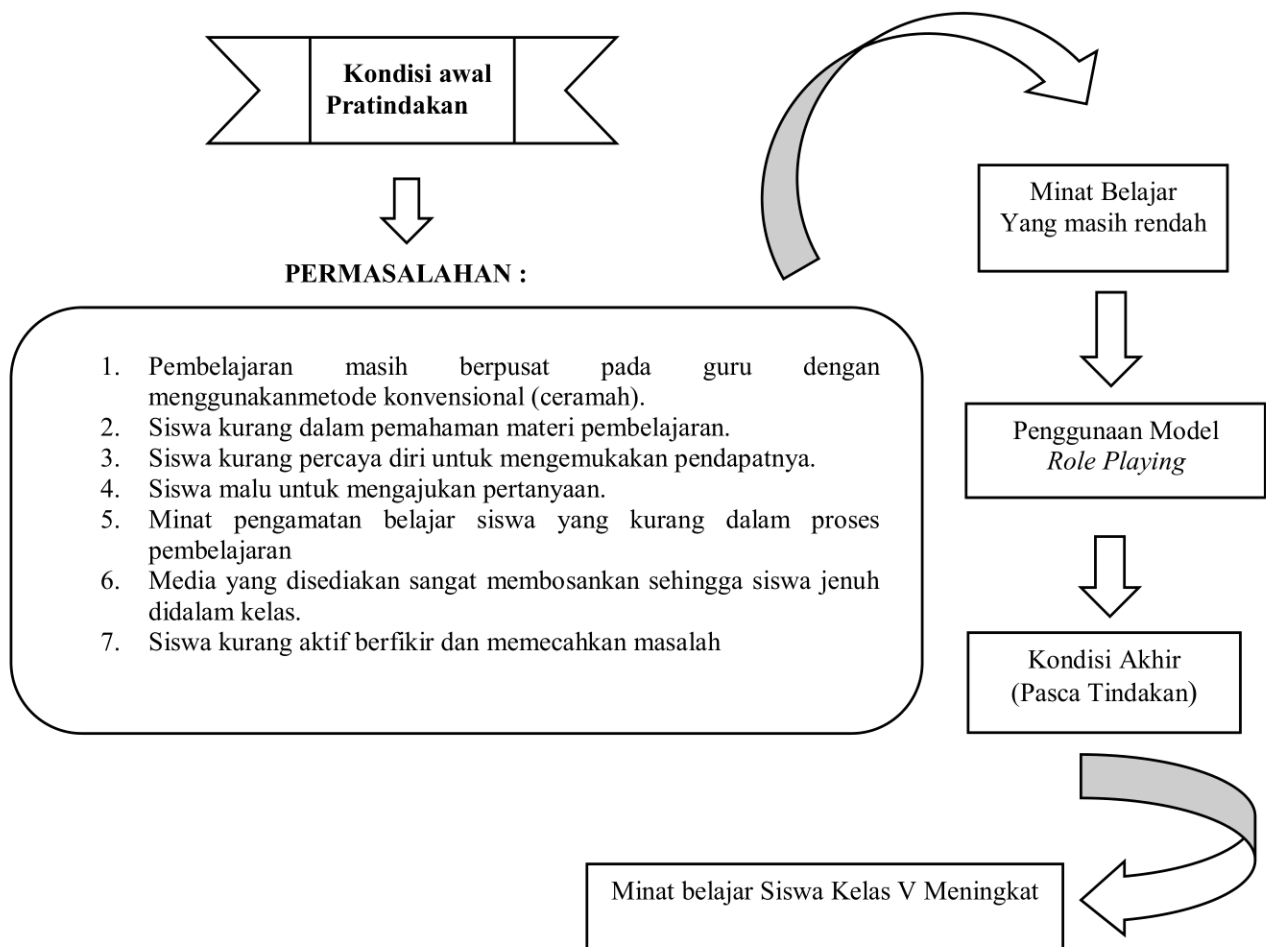 Kondisi awal
Pratindakan
PERMASALAHAN :
1. Pembelajaran masih berpusat pada guru dengan
menggunakanmetode konvensional (ceramah).
2. Siswa kurang dalam pemahaman materi pembelajaran.
3. Siswa kurang percaya diri untuk mengemukakan pendapatnya.
4. Siswa malu untuk mengajukan pertanyaan.
5. Minat pengamatan belajar siswa yang kurang dalam proses
pembelajaran
6. Media yang disediakan sangat membosankan sehingga siswa jenuh
didalam kelas.
7. Siswa kurang aktif berfikir dan memecahkan masalah
Minat Belajar
Yang masih rendah
Penggunaan Model
Role Playing
Kondisi Akhir
(Pasca Tindakan)
Minat belajar Siswa Kelas V Meningkat